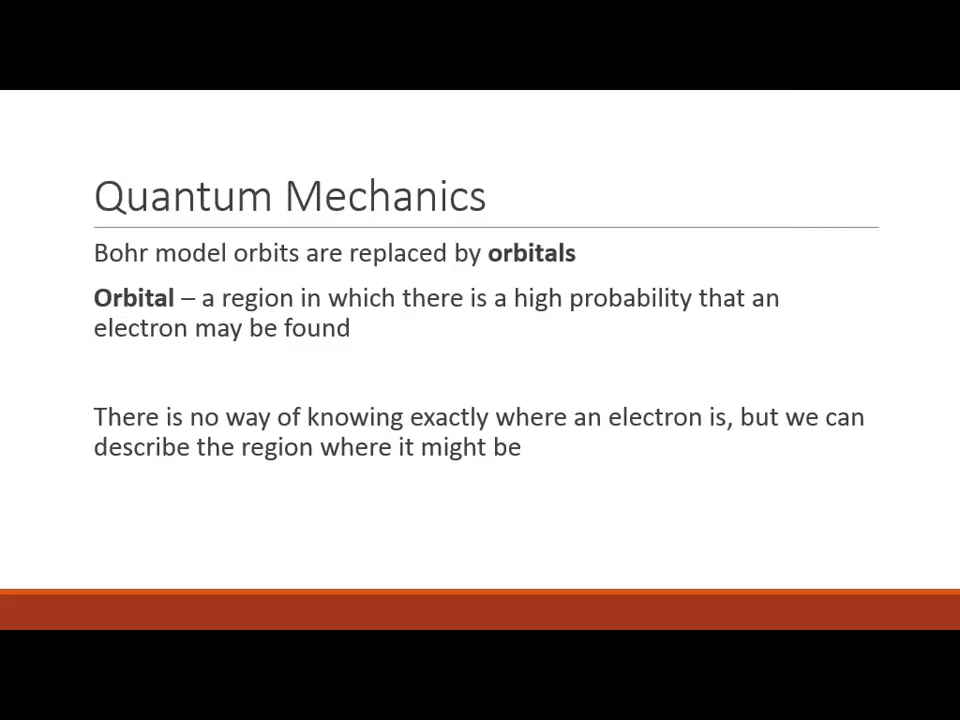 Quantum Mechanics
Bohr model orbits are replaced by orbitals
Orbital – a region in which there is a high probability that an
electron may be found
There is no way of knowing exactly where an electron is, but we can
describe the region where it might be